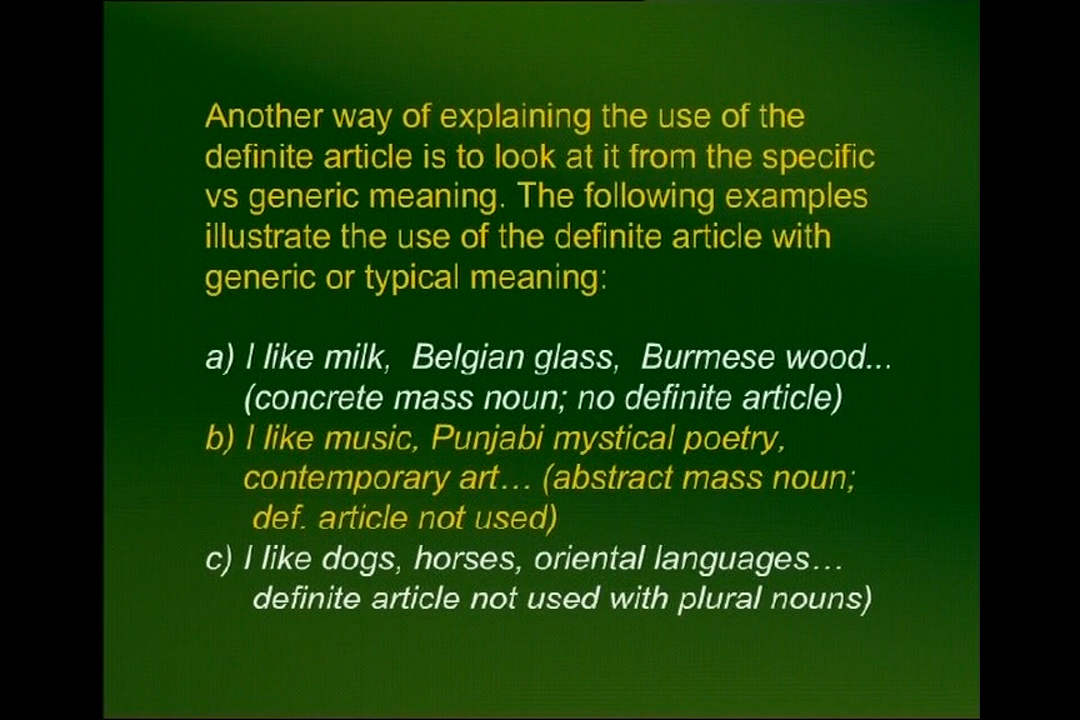 Another way of explaining the use of the
definite article is to look at it from the specific
vs generic meaning. The following examples
illustrate the use of the definite article with
generic or typical meaning:
a) I like milk, Belgian glass, Burmese wood...
(concrete mass noun; no definite article)
b) I like music, Punjabi mystical poetry,
contemporary art… (abstract mass noun;
def. article not used)
c) I like dogs, horses, oriental languages…
definite article not used with plural nouns)